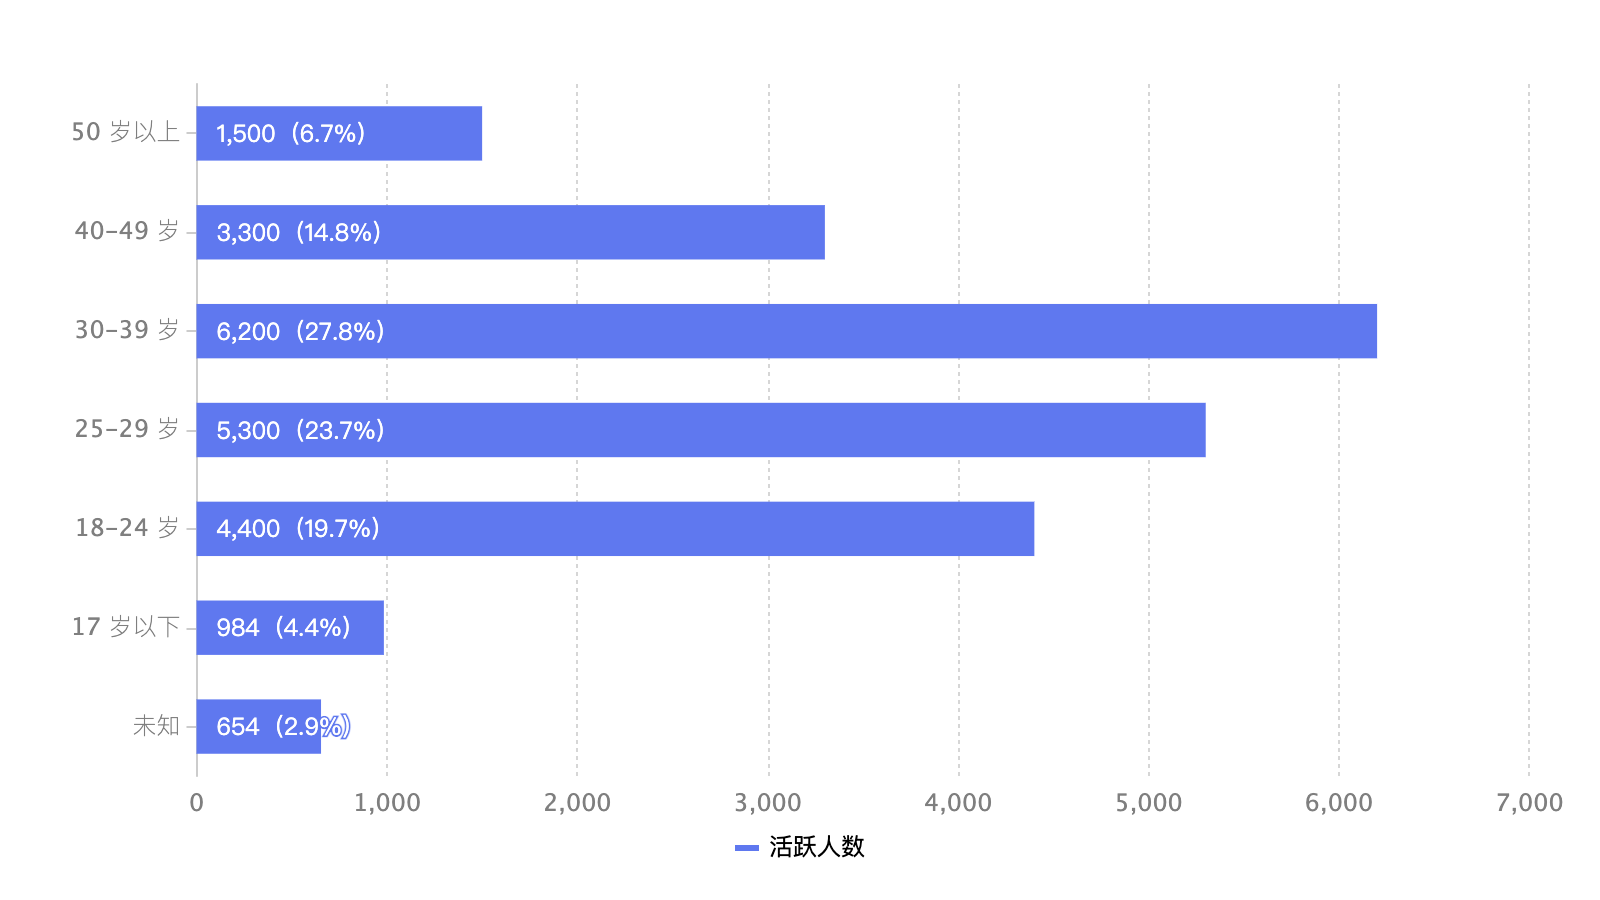 50 岁以上 1,500 (6.7%)
40-49 岁 3,300 (14.8%)
30-39 岁 6,200 (27.8%)
25-29 岁 5,300 (23.7%)
18-24 岁 4,400 (19.7%)
17 岁以下 984 (4.4%)
未知 654 (2.9%)
0 1,000 2,000 3,000 4,000 5,000 6,000 7,000
活跃人数